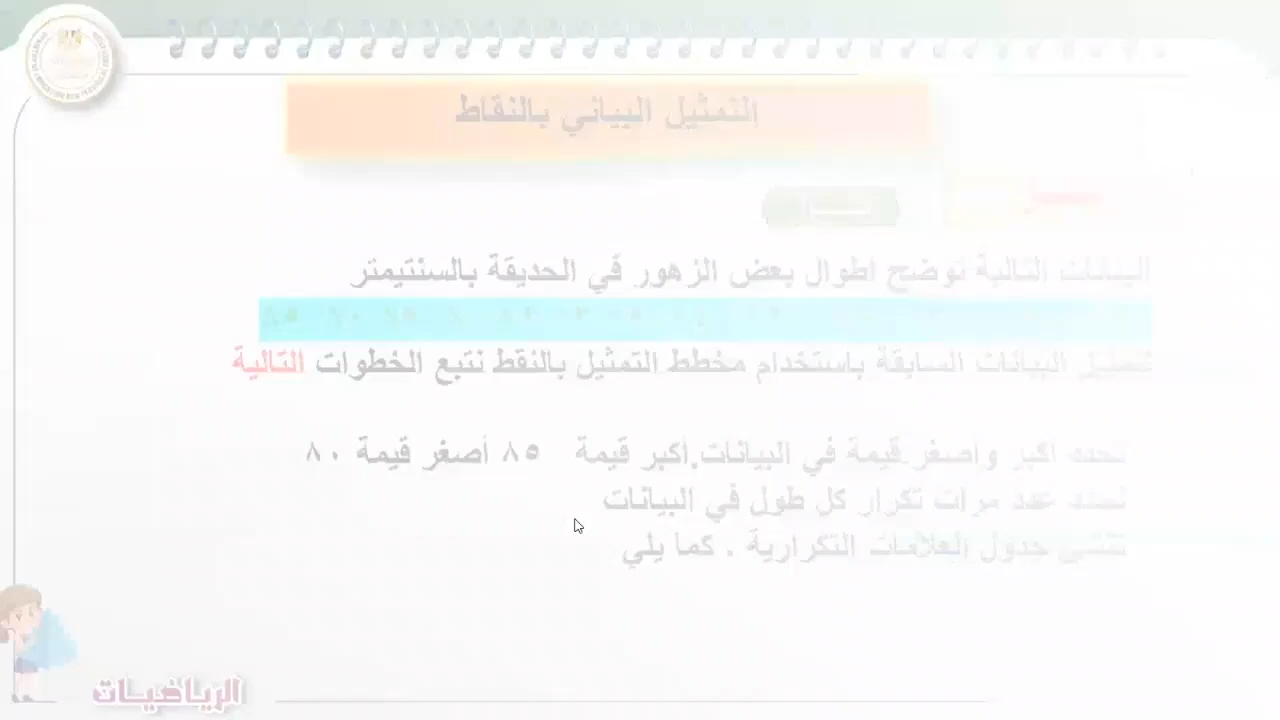 التمثيل البياني بالنقاط
البيانات التالية توضح اطوال بعض الزهور في الحديقة بالسنتيمتر
لتمثيل البيانات السابقة باستخدام مخطط التمثيل بالنقط نتبع الخطوات التالية
نحدد اكبر واصغر قيمة في البيانات.أكبر قيمة ٨٥ أصغر قيمة ٨٠
نحدد عدد مرات تكرار كل طول في البيانات
ننشئ جدول العلامات التكرارية . كما يلي
الرياضيات